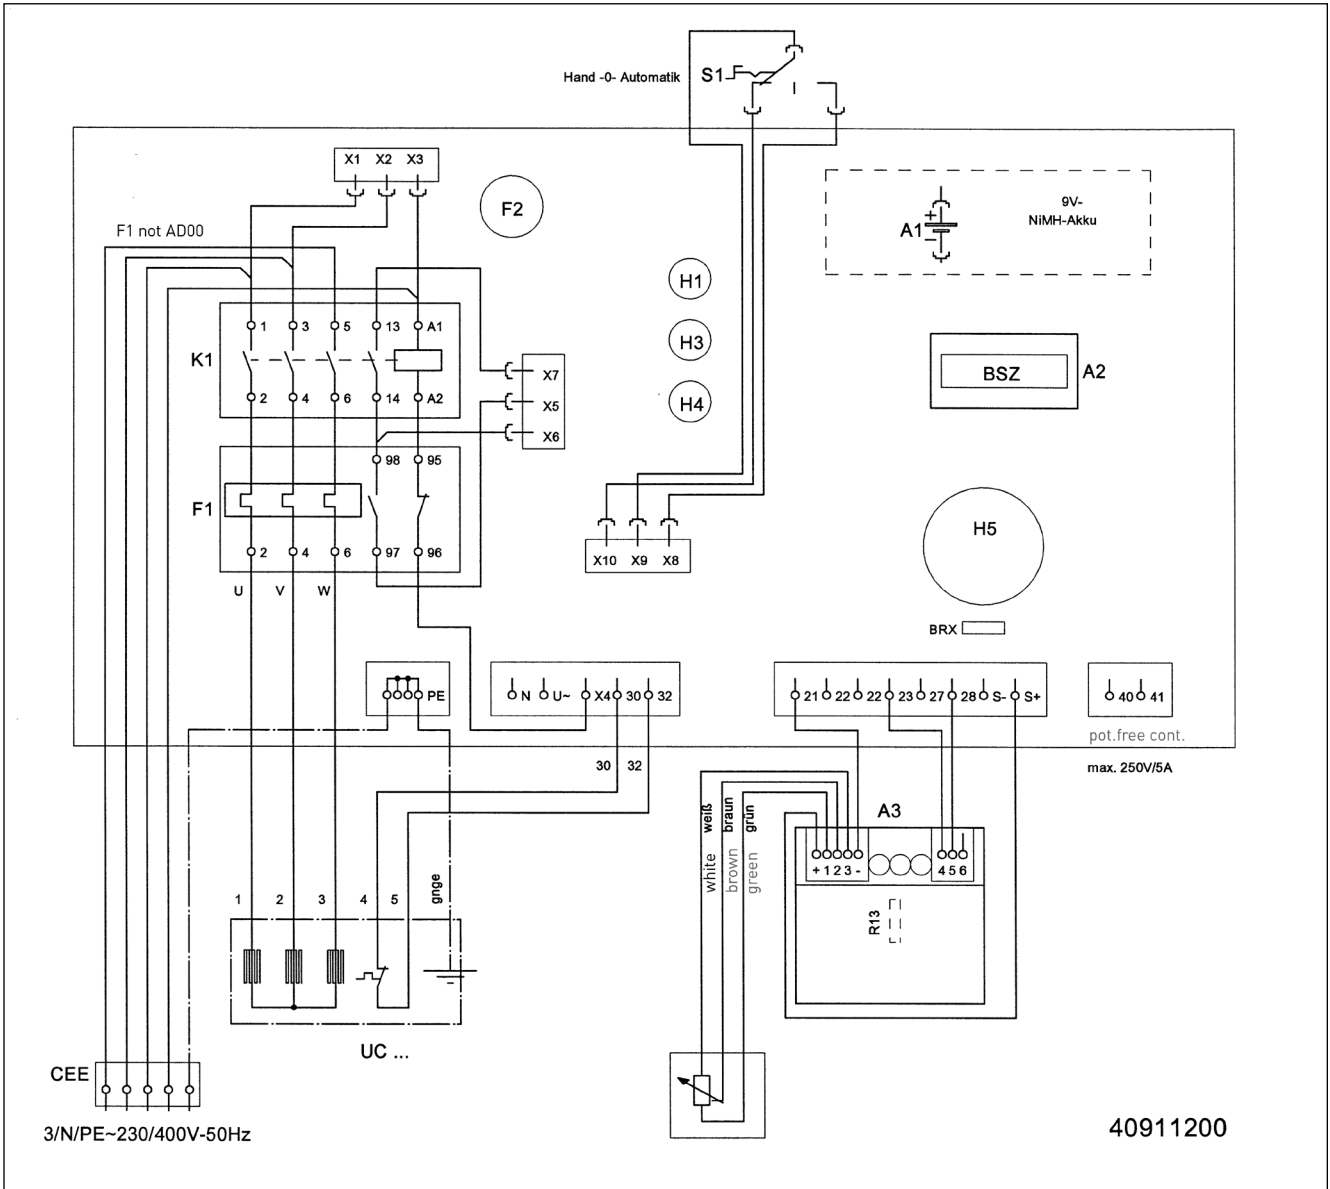 Hand -0- Automatik
S1
X1 X2 X3
F2
9V-
NiMH-Akku
A1
+
−
F1 not AD00
H1
H3
H4
K1
1 3 5 13 A1
2 4 6 14 A2
X7
X5
X6
BSZ
A2
98 95
F1
2 4 6 97 96
U V W
X10 X9 X8
H5
BRX
PE
N U~ X4 30 32
21 22 22 23 27 28 S- S+
40 41
pot.free cont.
max. 250V/5A
30 32
weiß
braun
grün
white
brown
green
A3
+ 1 2 3 -
4 5 6
R13
1 2 3 4 5 gnge
UC ...
CEE
3/N/PE~230/400V-50Hz
40911200